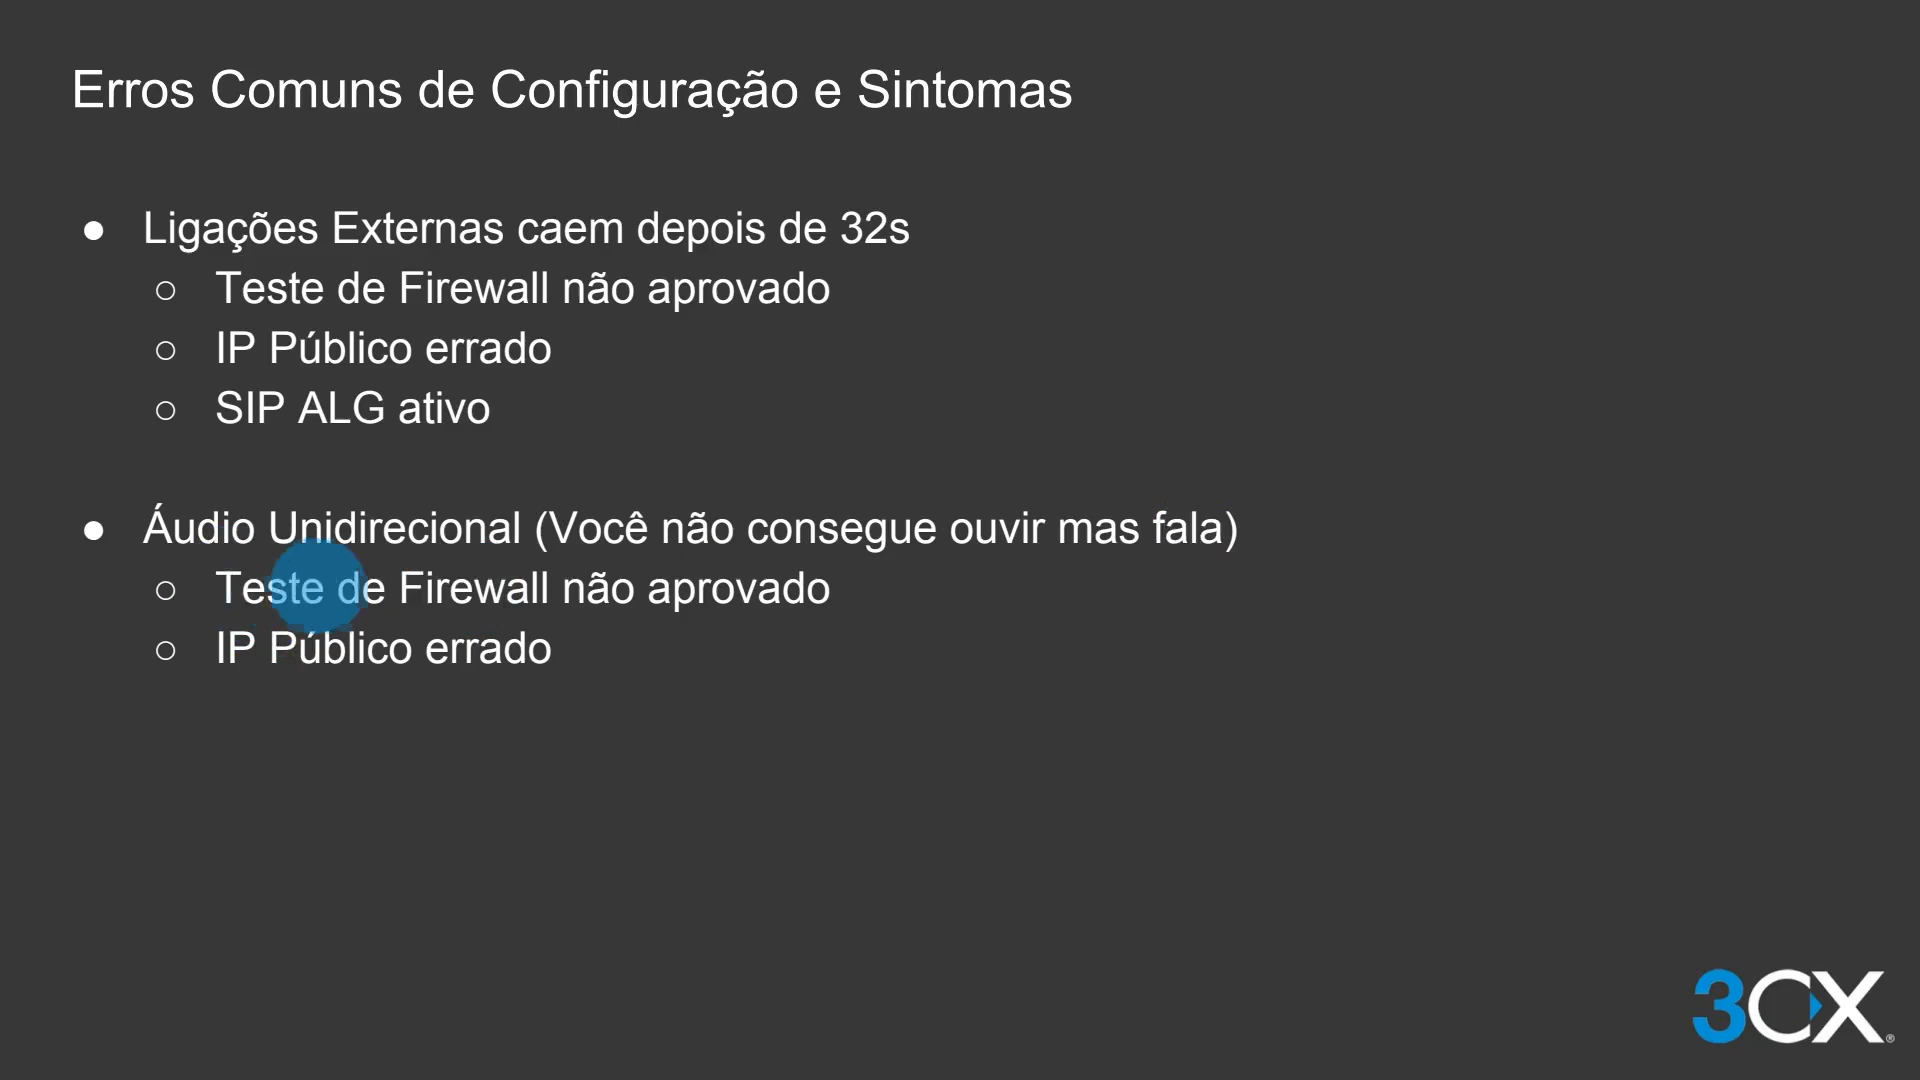 Erros Comuns de Configuração e Sintomas
● Ligações Externas caem depois de 32s
○ Teste de Firewall não aprovado
○ IP Público errado
○ SIP ALG ativo
● Áudio Unidirecional (Você não consegue ouvir mas fala)
○ Teste de Firewall não aprovado
○ IP Público errado
3CX®